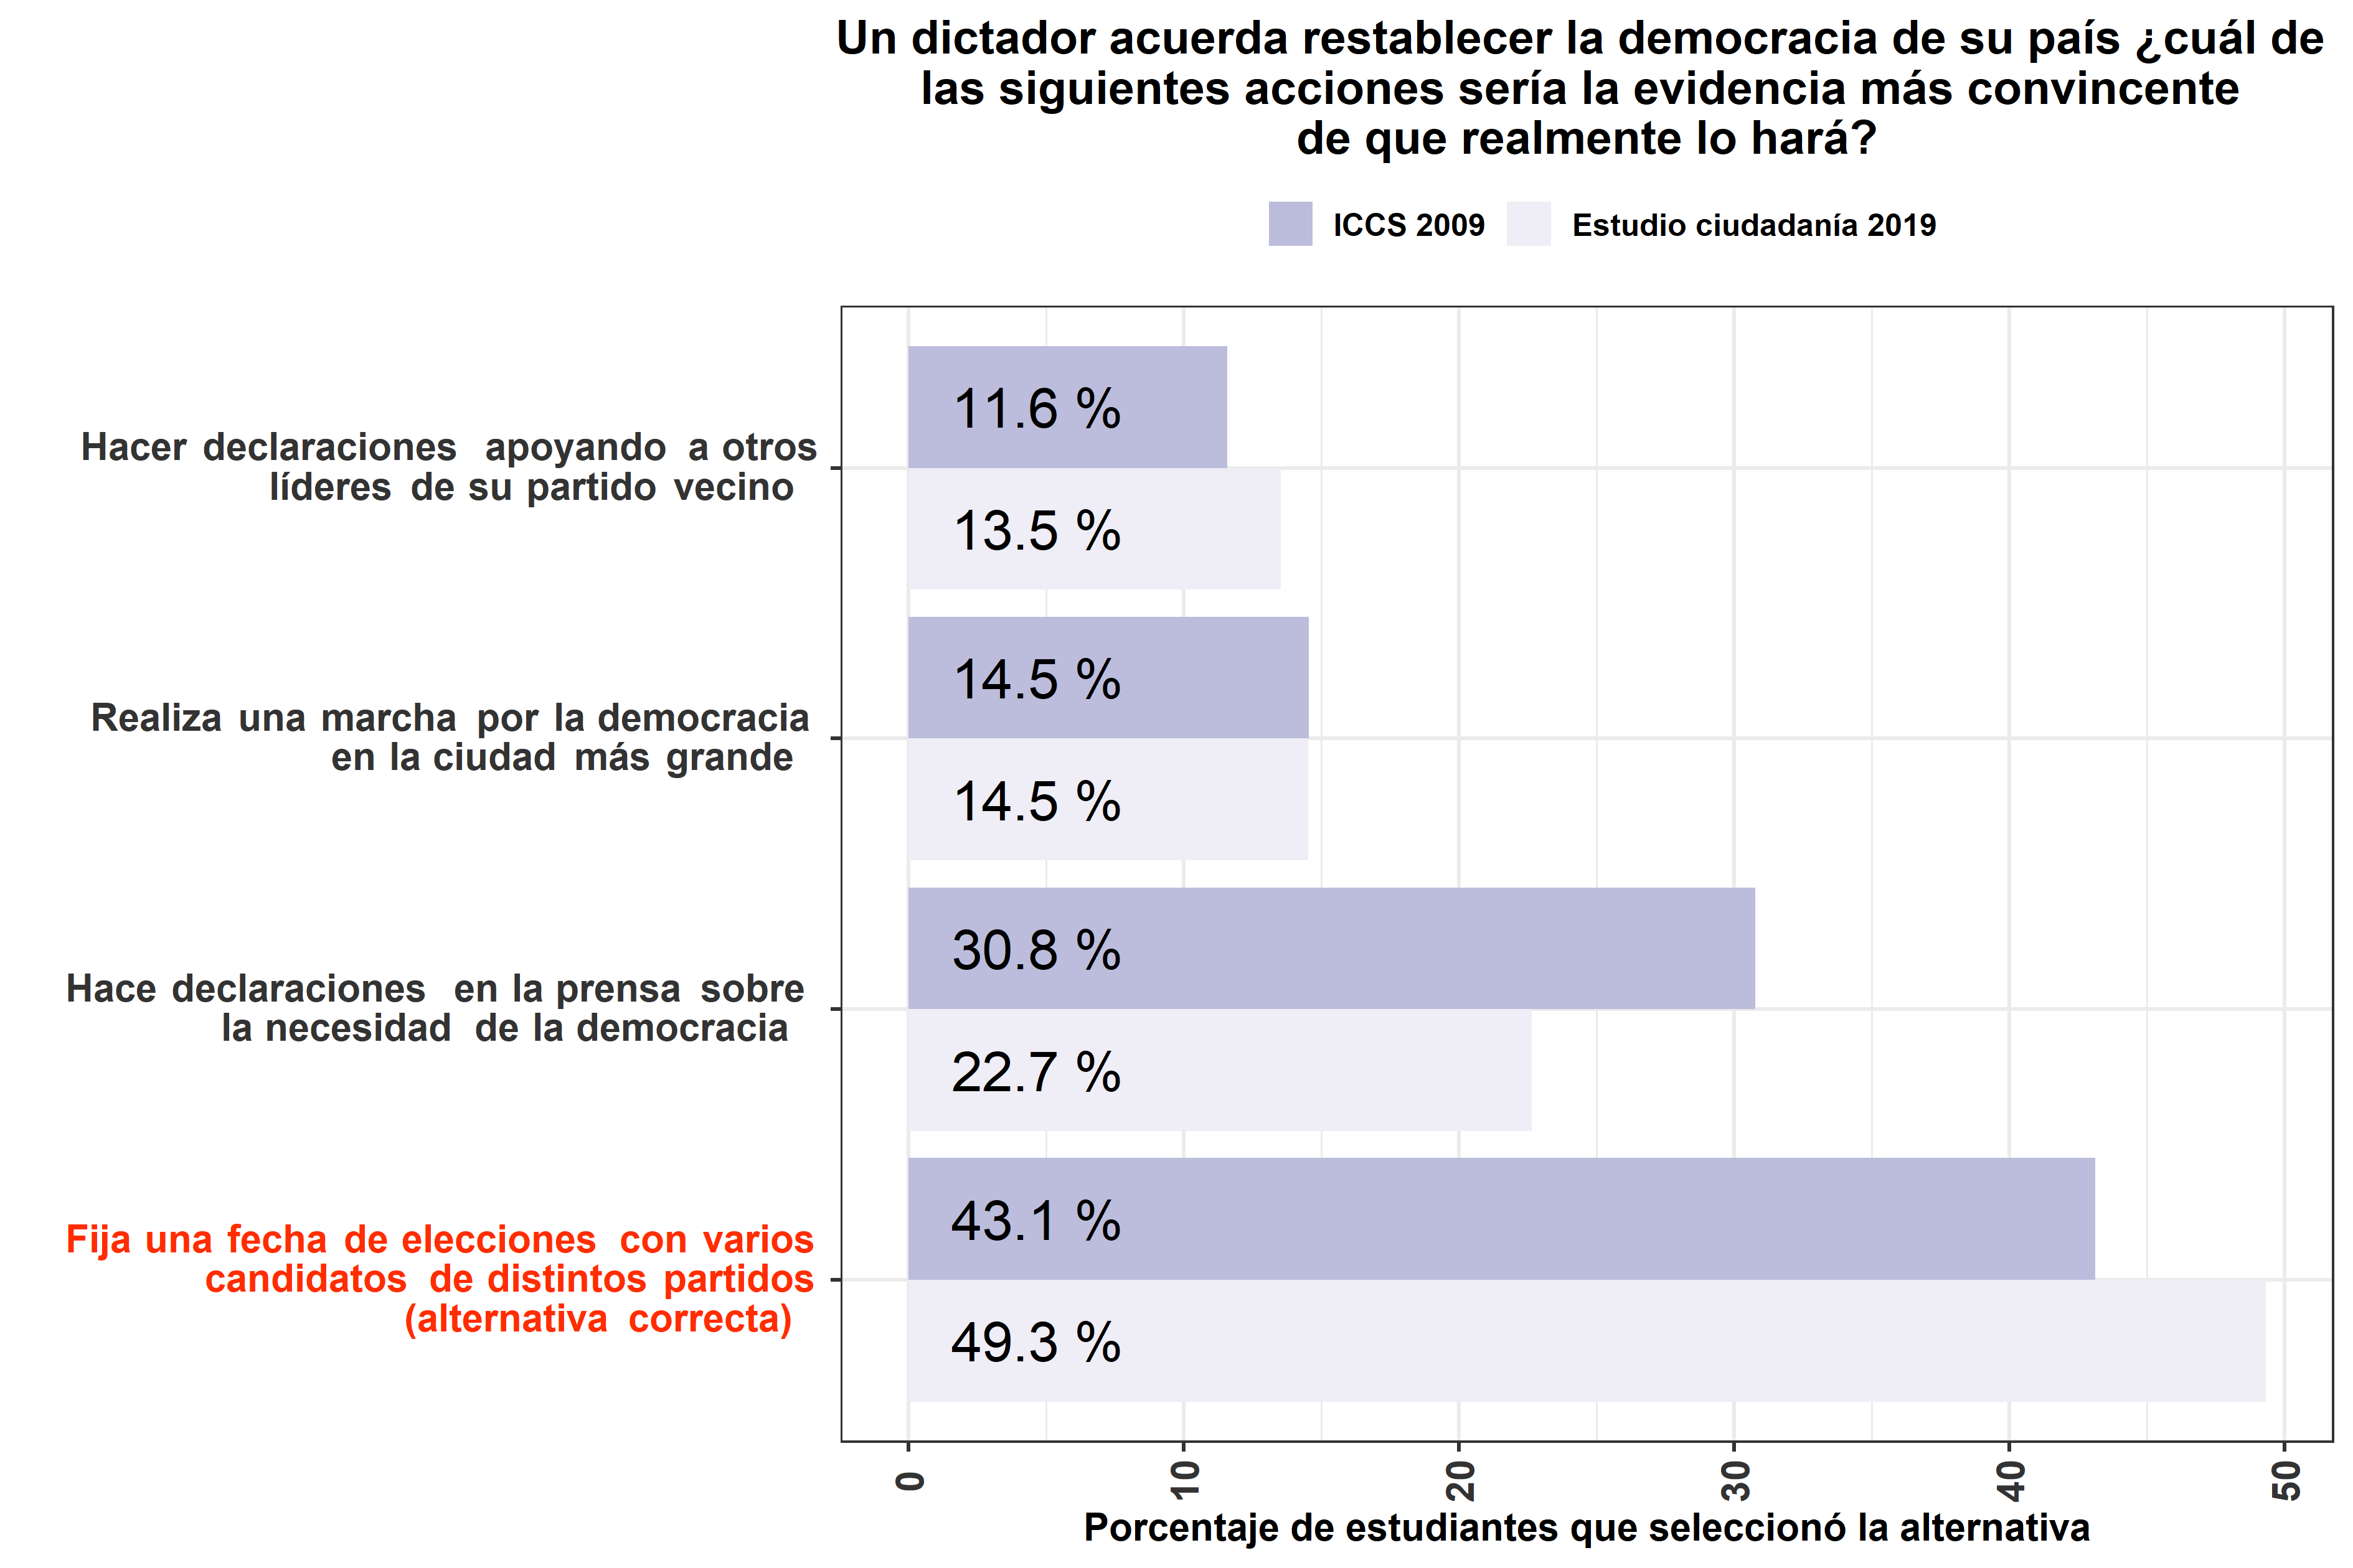 Un dictador acuerda restablecer la democracia de su país ¿cuál de
las siguientes acciones sería la evidencia más convincente
de que realmente lo hará?
ICCS 2009
Estudio ciudadanía 2019
Hacer declaraciones apoyando a otros
líderes de su partido vecino
11.6 %
13.5 %
Realiza una marcha por la democracia
en la ciudad más grande
14.5 %
14.5 %
Hace declaraciones en la prensa sobre
la necesidad de la democracia
30.8 %
22.7 %
Fija una fecha de elecciones con varios
candidatos de distintos partidos
(alternativa correcta)
43.1 %
49.3 %
0
10
20
30
40
50
Porcentaje de estudiantes que seleccionó la alternativa